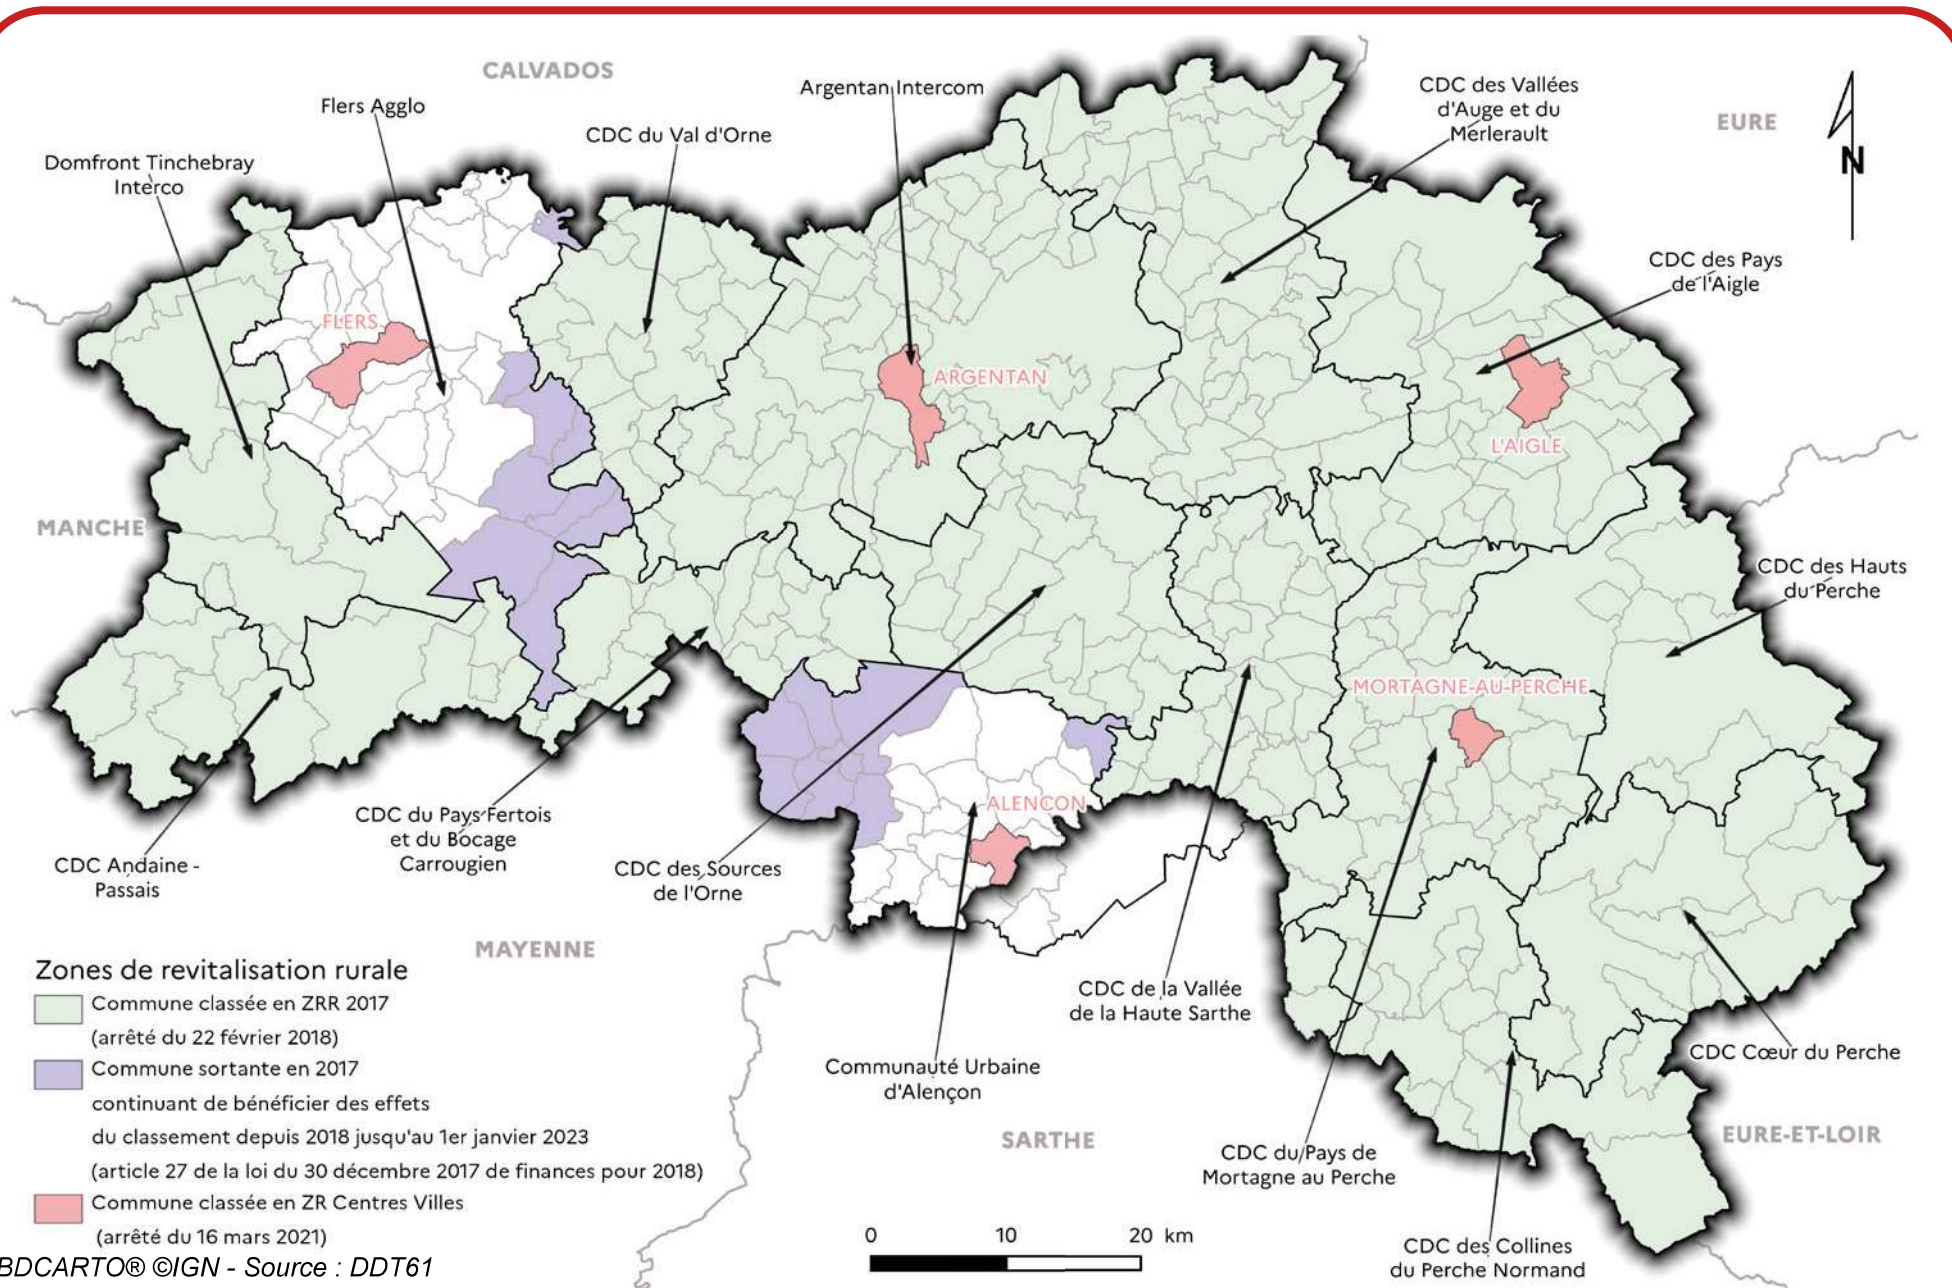 CALVADOS
Flers Agglo
Argentan Intercom
CDC des Vallées
d'Auge et du
Merlerault
EURE
CDC du Val d'Orne
Domfront Tinchebray
Interco
N
CDC des Pays
de l'Aigle
FLERS
ARGENTAN
L'AIGLE
MANCHE
CDC des Hauts
du Perche
MORTAGNE-AU-PERCHE
ALENCON
CDC du Pays Fertois
et du Bocage
Carrougien
CDC Andaine -
Passais
CDC des Sources
de l'Orne
MAYENNE
CDC de la Vallée
de la Haute Sarthe
CDC Cœur du Perche
Communauté Urbaine
d'Alençon
SARTHE
EURE-ET-LOIR
CDC du Pays de
Mortagne au Perche
CDC des Collines
du Perche Normand
Zones de revitalisation rurale
Commune classée en ZRR 2017
(arrêté du 22 février 2018)
Commune sortante en 2017
continuant de bénéficier des effets
du classement depuis 2018 jusqu'au 1er janvier 2023
(article 27 de la loi du 30 décembre 2017 de finances pour 2018)
Commune classée en ZR Centres Villes
(arrêté du 16 mars 2021)
0 10 20 km
BDCARTO® ©IGN - Source : DDT61